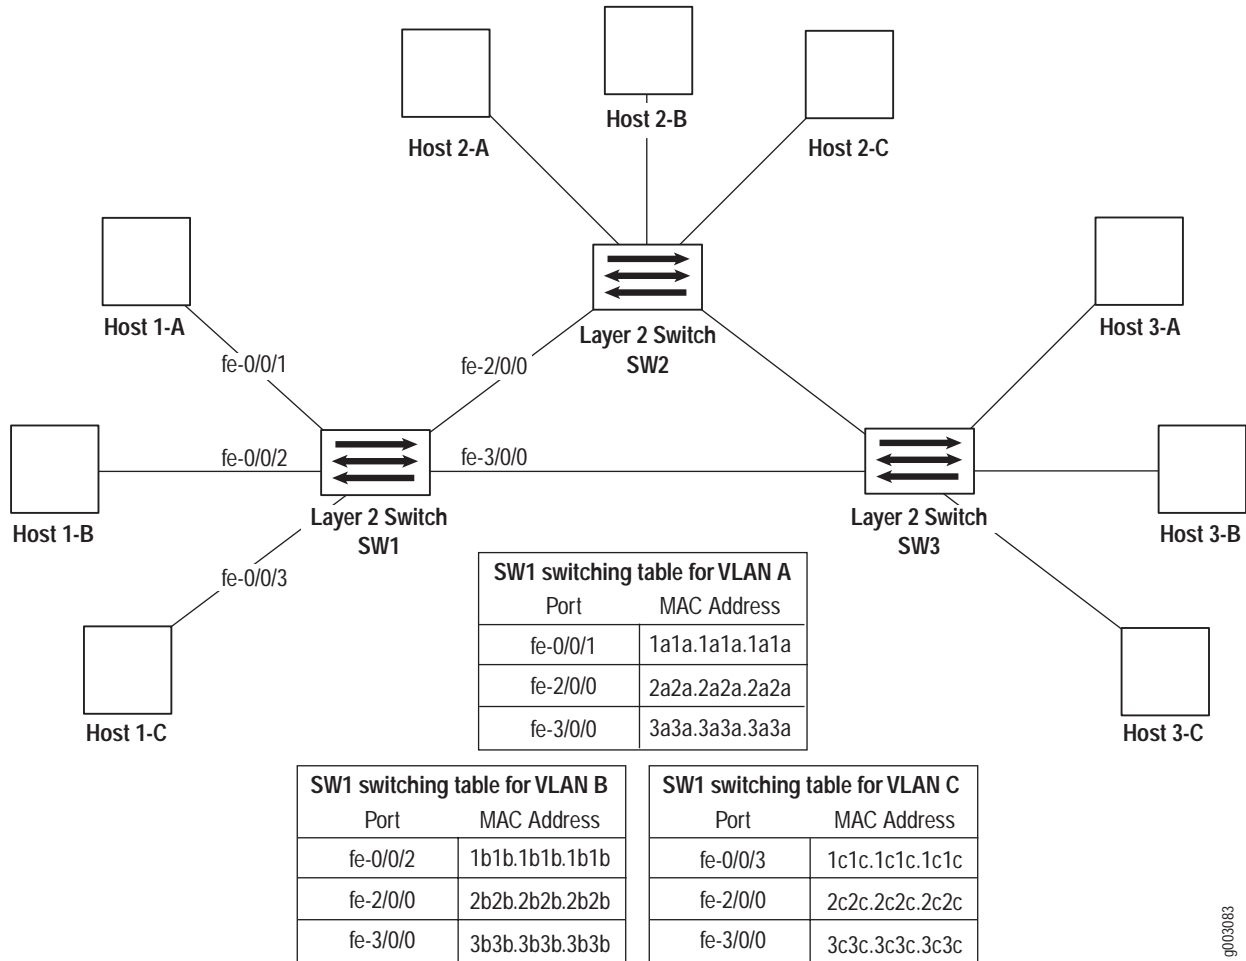 Host 2-A
Host 2-B
Host 2-C
Host 1-A
Host 3-A
Layer 2 Switch
SW2
fe-0/0/1
fe-2/0/0
fe-0/0/2
fe-3/0/0
Host 1-B
Layer 2 Switch
SW1
Layer 2 Switch
SW3
Host 3-B
fe-0/0/3
Host 1-C
Host 3-C
SW1 switching table for VLAN A
Port MAC Address
fe-0/0/1 1a1a.1a1a.1a1a
fe-2/0/0 2a2a.2a2a.2a2a
fe-3/0/0 3a3a.3a3a.3a3a
SW1 switching table for VLAN B
Port MAC Address
fe-0/0/2 1b1b.1b1b.1b1b
fe-2/0/0 2b2b.2b2b.2b2b
fe-3/0/0 3b3b.3b3b.3b3b
SW1 switching table for VLAN C
Port MAC Address
fe-0/0/3 1c1c.1c1c.1c1c
fe-2/0/0 2c2c.2c2c.2c2c
fe-3/0/0 3c3c.3c3c.3c3c
g003083